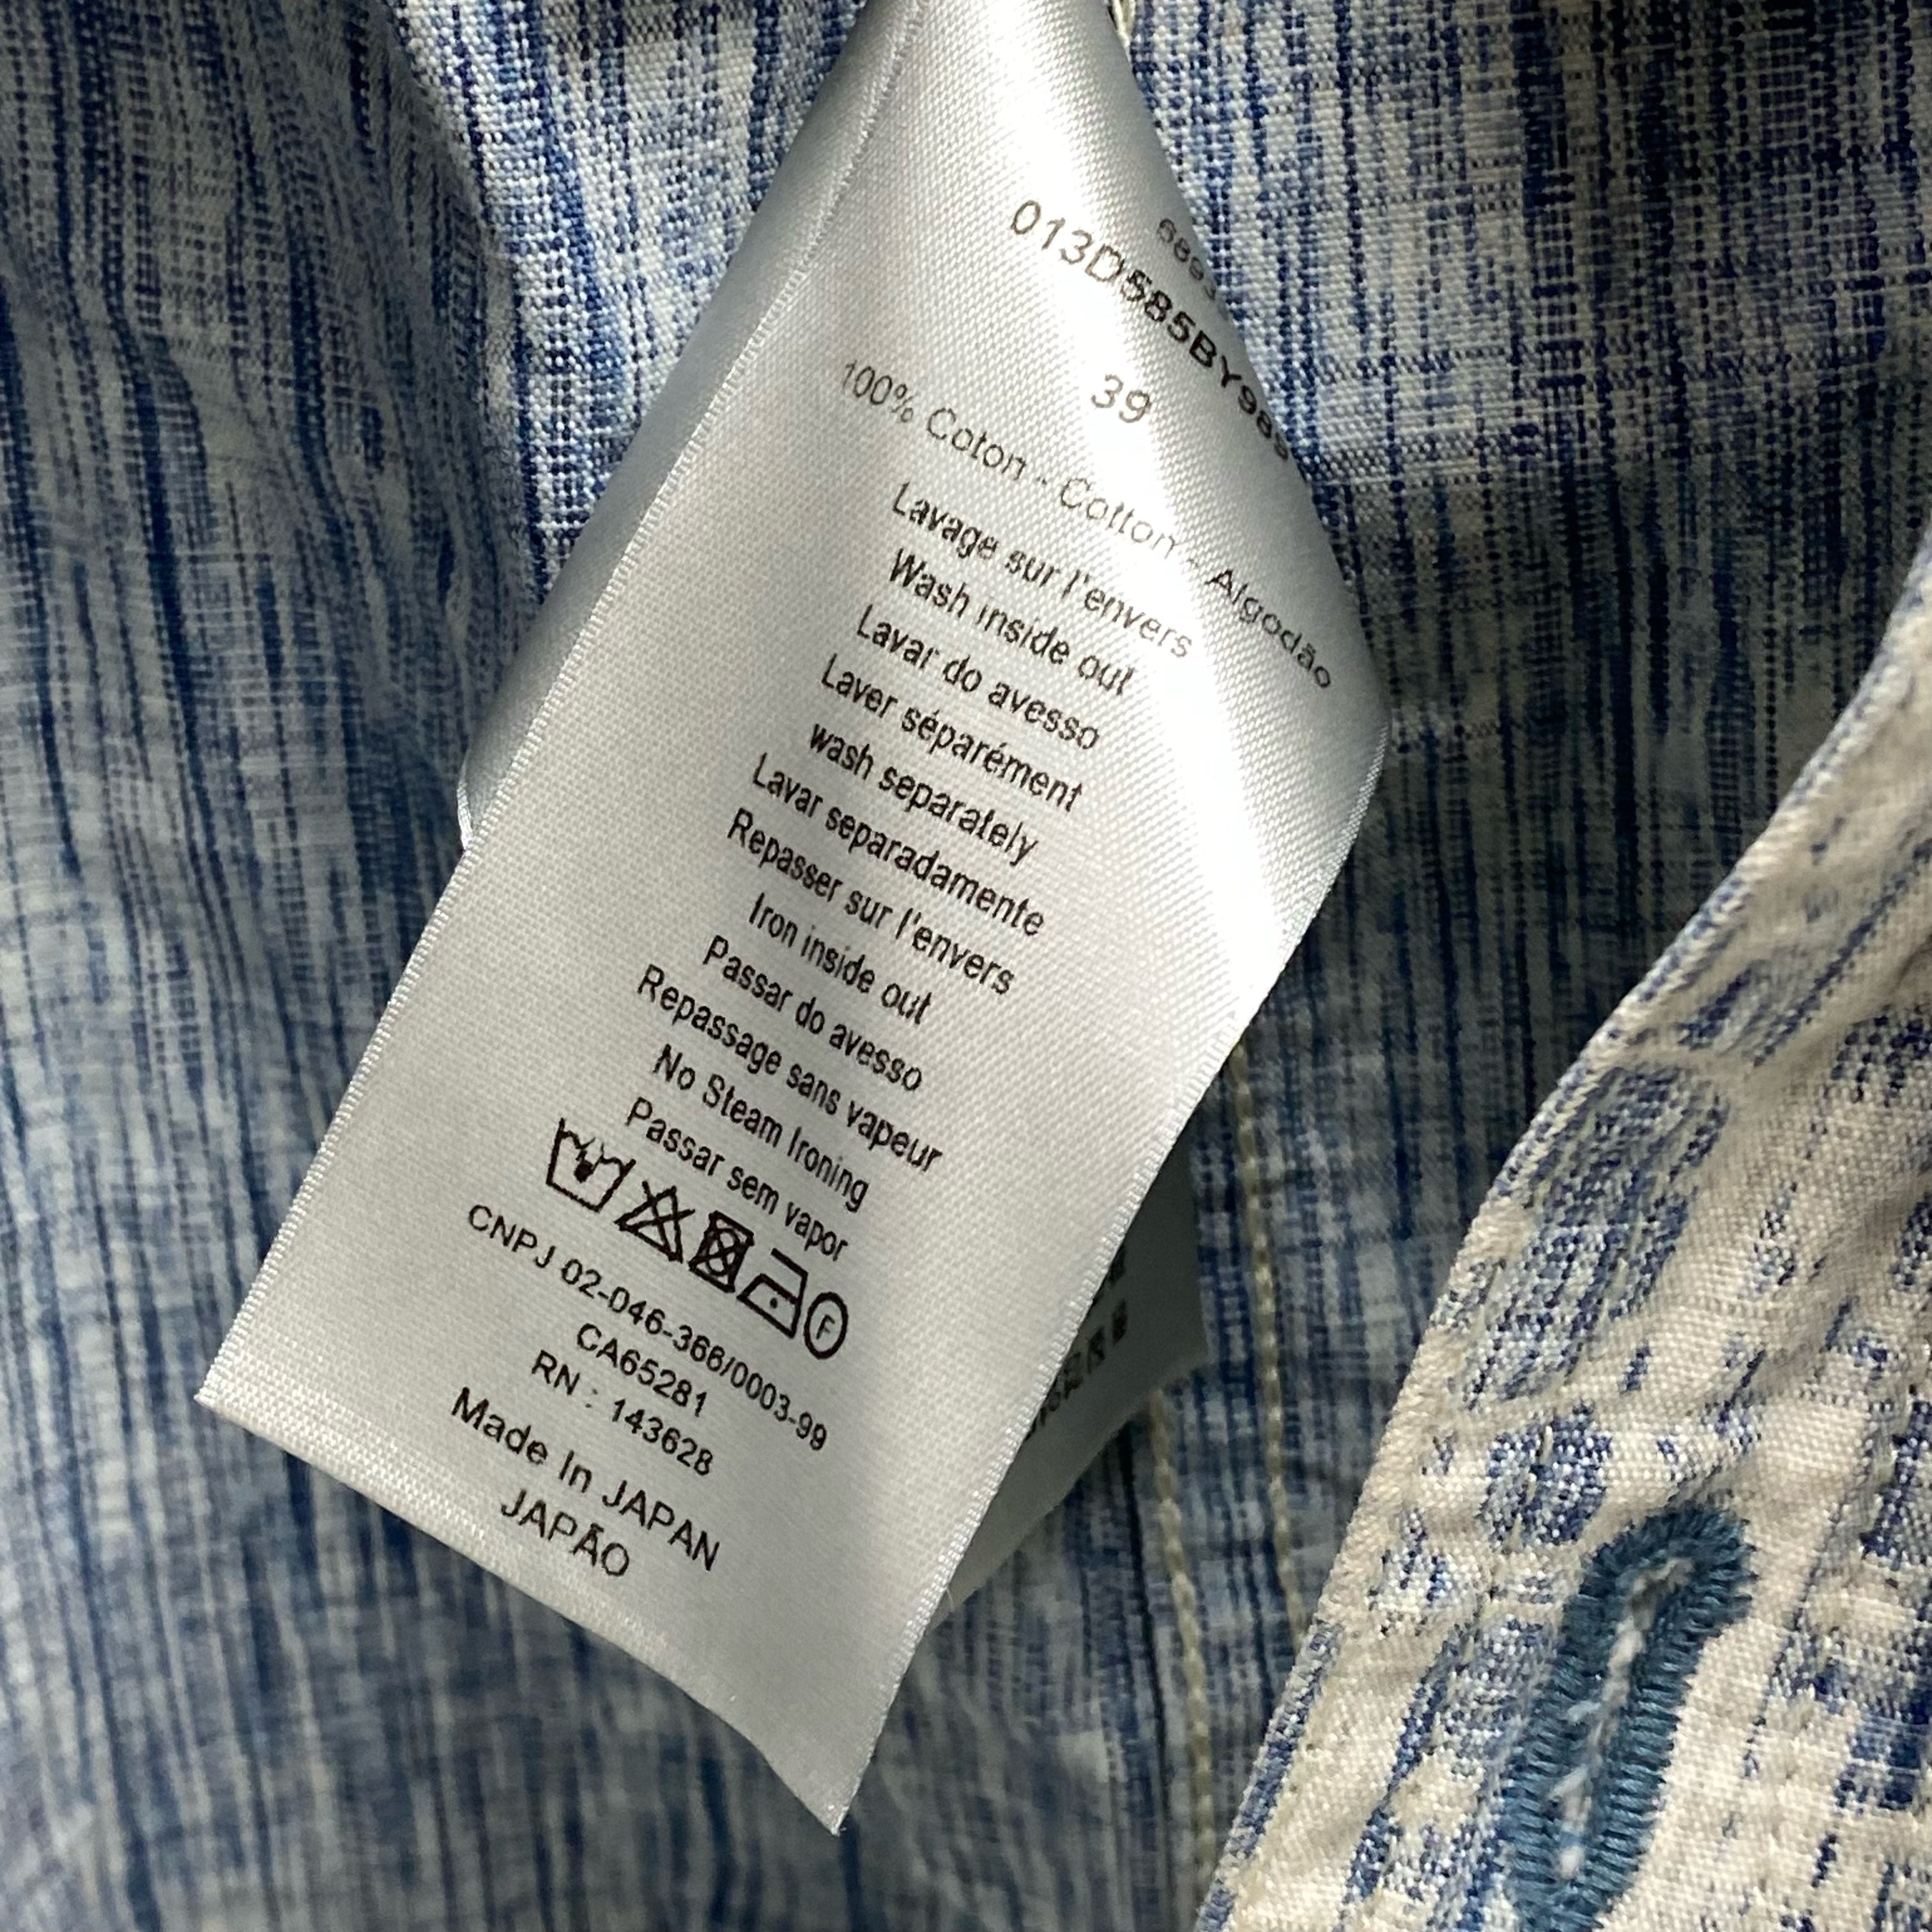 013D585BY989
39
100% Coton - Cotton - Algodão
Lavage sur l'envers
Wash inside out
Lavar do avesso
Laver séparément
wash separately
Lavar separadamente
Repasser sur l'envers
Iron inside out
Passar do avesso
Repassage sans vapeur
No Steam Ironing
Passar sem vapor
F
CNPJ 02-046-366/0003-99
CA65281
RN : 143628
Made In JAPAN
JAPÃO